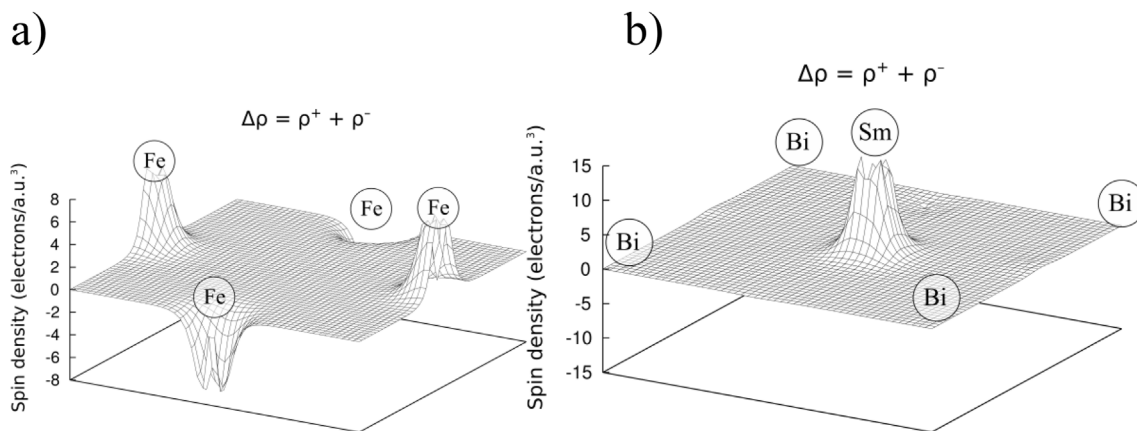 a)
Δρ = ρ⁺ + ρ⁻
Spin density (electrons/a.u.³)
8
6
4
2
0
-2
-4
-6
-8
Fe
Fe
Fe
Fe
b)
Δρ = ρ⁺ + ρ⁻
Spin density (electrons/a.u.³)
15
10
5
0
-5
-10
-15
Bi
Sm
Bi
Bi
Bi